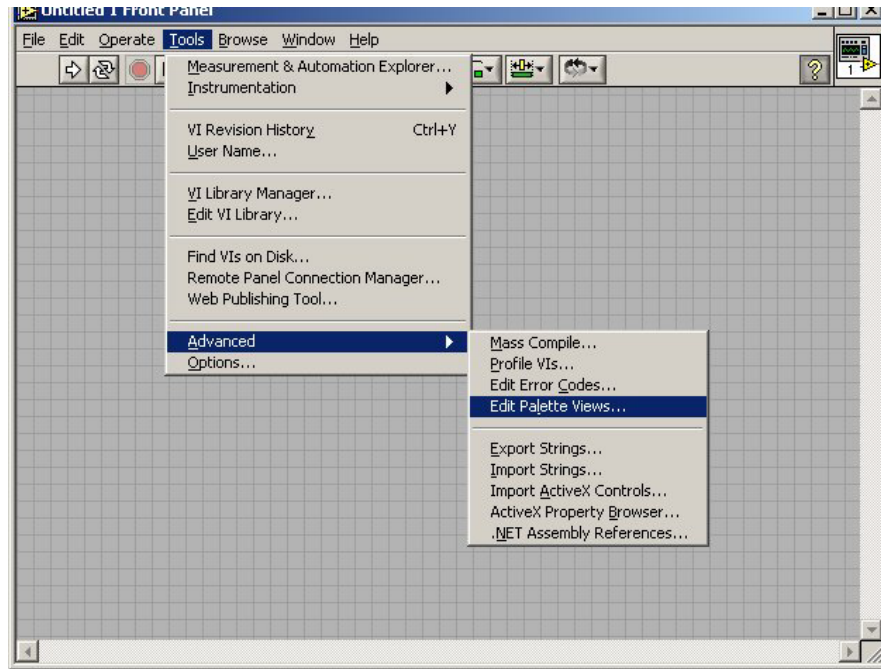 Untitled 1 Front Panel
File Edit Operate Tools Browse Window Help
Measurement & Automation Explorer...
Instrumentation
VI Revision History Ctrl+Y
User Name...
VI Library Manager...
Edit VI Library...
Find VIs on Disk...
Remote Panel Connection Manager...
Web Publishing Tool...
Advanced
Options...
Mass Compile...
Profile VIs...
Edit Error Codes...
Edit Palette Views...
Export Strings...
Import Strings...
Import ActiveX Controls...
ActiveX Property Browser...
.NET Assembly References...
?
1